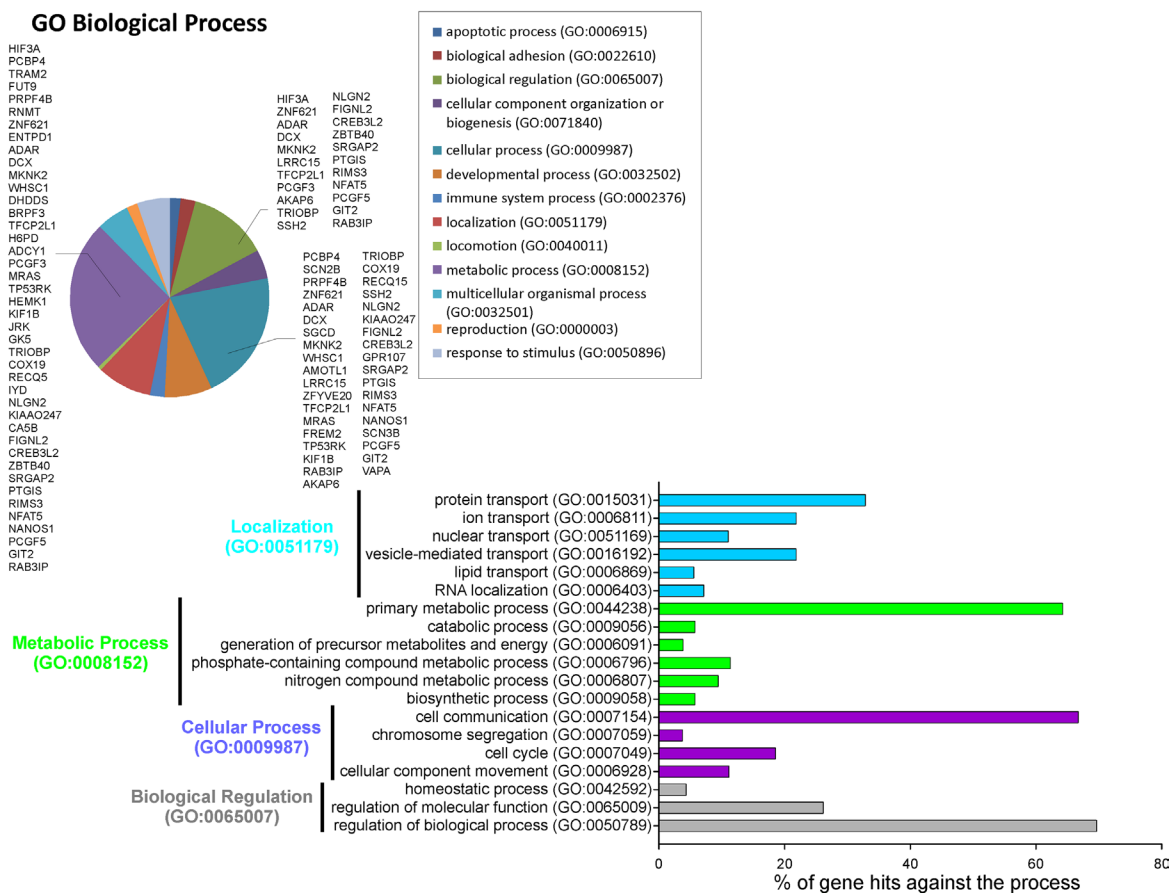 GO Biological Process
HIF3A
PCBP4
TRAM2
FUT9
PRPF4B
RNMT
ZNF621
ENTPD1
ADAR
DCX
MKNK2
WHSC1
DHDDS
BRPF3
TFCP2L1
H6PD
ADCY1
PCGF3
MRAS
TP53RK
HEMK1
KIF1B
JRK
GK5
TRIOBP
COX19
RECQ5
IYD
NLGN2
KIAAO247
CA5B
FIGNL2
CREB3L2
ZBTB40
SRGAP2
PTGIS
RIMS3
NFAT5
NANOS1
PCGF5
GIT2
RAB3IP
HIF3A
ZNF621
ADAR
DCX
MKNK2
LRRC15
TFCP2L1
PCGF3
AKAP6
TRIOBP
SSH2
NLGN2
FIGNL2
CREB3L2
ZBTB40
SRGAP2
PTGIS
RIMS3
NFAT5
PCGF5
GIT2
RAB3IP
PCBP4
SCN2B
PRPF4B
ZNF621
ADAR
DCX
SGCD
MKNK2
WHSC1
AMOTL1
LRRC15
ZFYVE20
TFCP2L1
MRAS
FREM2
TP53RK
KIF1B
RAB3IP
AKAP6
TRIOBP
COX19
RECQ15
SSH2
NLGN2
KIAAO247
FIGNL2
CREB3L2
GPR107
SRGAP2
PTGIS
RIMS3
NFAT5
NANOS1
SCN3B
PCGF5
GIT2
VAPA
apoptotic process (GO:0006915)
biological adhesion (GO:0022610)
biological regulation (GO:0065007)
cellular component organization or
biogenesis (GO:0071840)
cellular process (GO:0009987)
developmental process (GO:0032502)
immune system process (GO:0002376)
localization (GO:0051179)
locomotion (GO:0040011)
metabolic process (GO:0008152)
multicellular organismal process
(GO:0032501)
reproduction (GO:0000003)
response to stimulus (GO:0050896)
Localization
(GO:0051179)
protein transport (GO:0015031)
ion transport (GO:0006811)
nuclear transport (GO:0051169)
vesicle-mediated transport (GO:0016192)
lipid transport (GO:0006869)
RNA localization (GO:0006403)
Metabolic Process
(GO:0008152)
primary metabolic process (GO:0044238)
catabolic process (GO:0009056)
generation of precursor metabolites and energy (GO:0006091)
phosphate-containing compound metabolic process (GO:0006796)
nitrogen compound metabolic process (GO:0006807)
biosynthetic process (GO:0009058)
Cellular Process
(GO:0009987)
cell communication (GO:0007154)
chromosome segregation (GO:0007059)
cell cycle (GO:0007049)
cellular component movement (GO:0006928)
Biological Regulation
(GO:0065007)
homeostatic process (GO:0042592)
regulation of molecular function (GO:0065009)
regulation of biological process (GO:0050789)
0 20 40 60 80
% of gene hits against the process